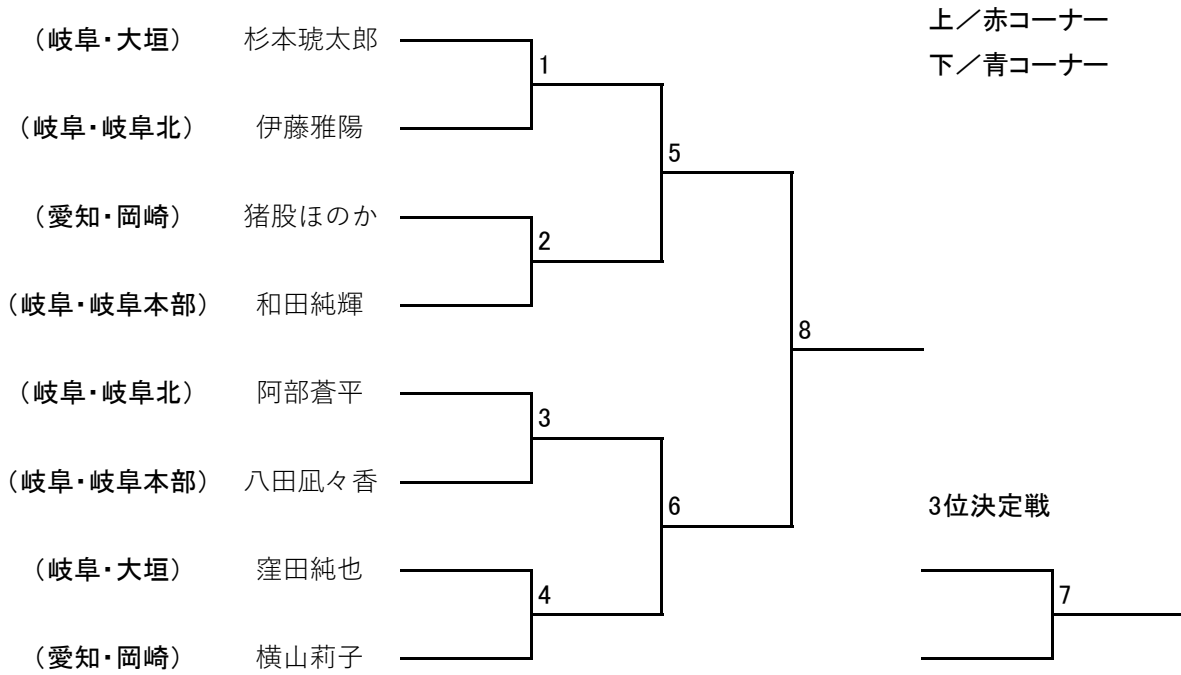 （岐阜・大垣） 杉本琥太郎
上／赤コーナー
下／青コーナー
1
（岐阜・岐阜北） 伊藤雅陽
5
（愛知・岡崎） 猪股ほのか
2
（岐阜・岐阜本部） 和田純輝
8
（岐阜・岐阜北） 阿部蒼平
3
（岐阜・岐阜本部） 八田凪々香
6
3位決定戦
（岐阜・大垣） 窪田純也
4
7
（愛知・岡崎） 横山莉子